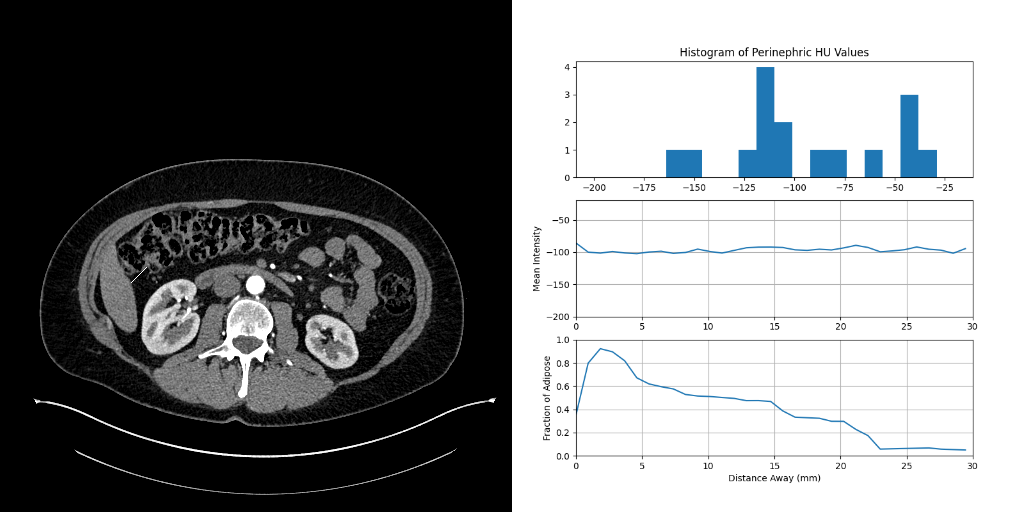 Histogram of Perinephric HU Values
4
3
2
1
0
−200 −175 −150 −125 −100 −75 −50 −25
Mean Intensity
−50
−100
−150
−200
0 5 10 15 20 25 30
Fraction of Adipose
1.0
0.8
0.6
0.4
0.2
0.0
0 5 10 15 20 25 30
Distance Away (mm)